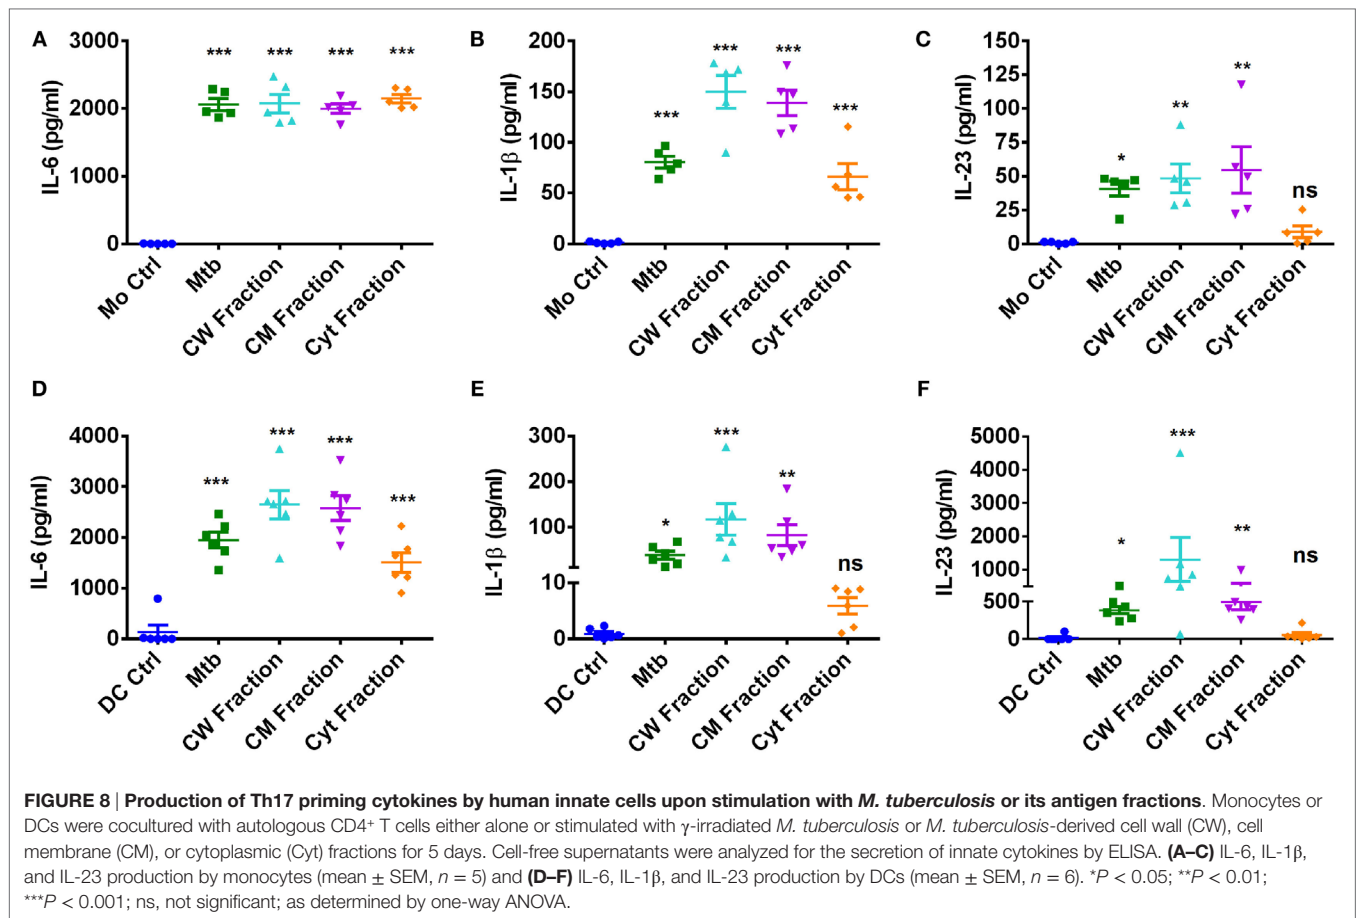 A
IL-6 (pg/ml)
3000
2000
1000
0
***
***
***
***
Mo Ctrl
Mtb
CW Fraction
CM Fraction
Cyt Fraction
B
IL-1β (pg/ml)
200
150
100
50
0
***
***
***
***
Mo Ctrl
Mtb
CW Fraction
CM Fraction
Cyt Fraction
C
IL-23 (pg/ml)
150
125
100
75
50
25
0
*
**
**
ns
Mo Ctrl
Mtb
CW Fraction
CM Fraction
Cyt Fraction
D
IL-6 (pg/ml)
4000
3000
2000
1000
0
***
***
***
***
DC Ctrl
Mtb
CW Fraction
CM Fraction
Cyt Fraction
E
IL-1β (pg/ml)
300
200
100
10
0
*
***
**
ns
DC Ctrl
Mtb
CW Fraction
CM Fraction
Cyt Fraction
F
IL-23 (pg/ml)
5000
4000
3000
2000
1000
500
0
*
***
**
ns
DC Ctrl
Mtb
CW Fraction
CM Fraction
Cyt Fraction
FIGURE 8 | Production of Th17 priming cytokines by human innate cells upon stimulation with M. tuberculosis or its antigen fractions. Monocytes or
DCs were cocultured with autologous CD4⁺ T cells either alone or stimulated with γ-irradiated M. tuberculosis or M. tuberculosis-derived cell wall (CW), cell
membrane (CM), or cytoplasmic (Cyt) fractions for 5 days. Cell-free supernatants were analyzed for the secretion of innate cytokines by ELISA. (A–C) IL-6, IL-1β,
and IL-23 production by monocytes (mean ± SEM, n = 5) and (D–F) IL-6, IL-1β, and IL-23 production by DCs (mean ± SEM, n = 6). *P < 0.05; **P < 0.01;
***P < 0.001; ns, not significant; as determined by one-way ANOVA.